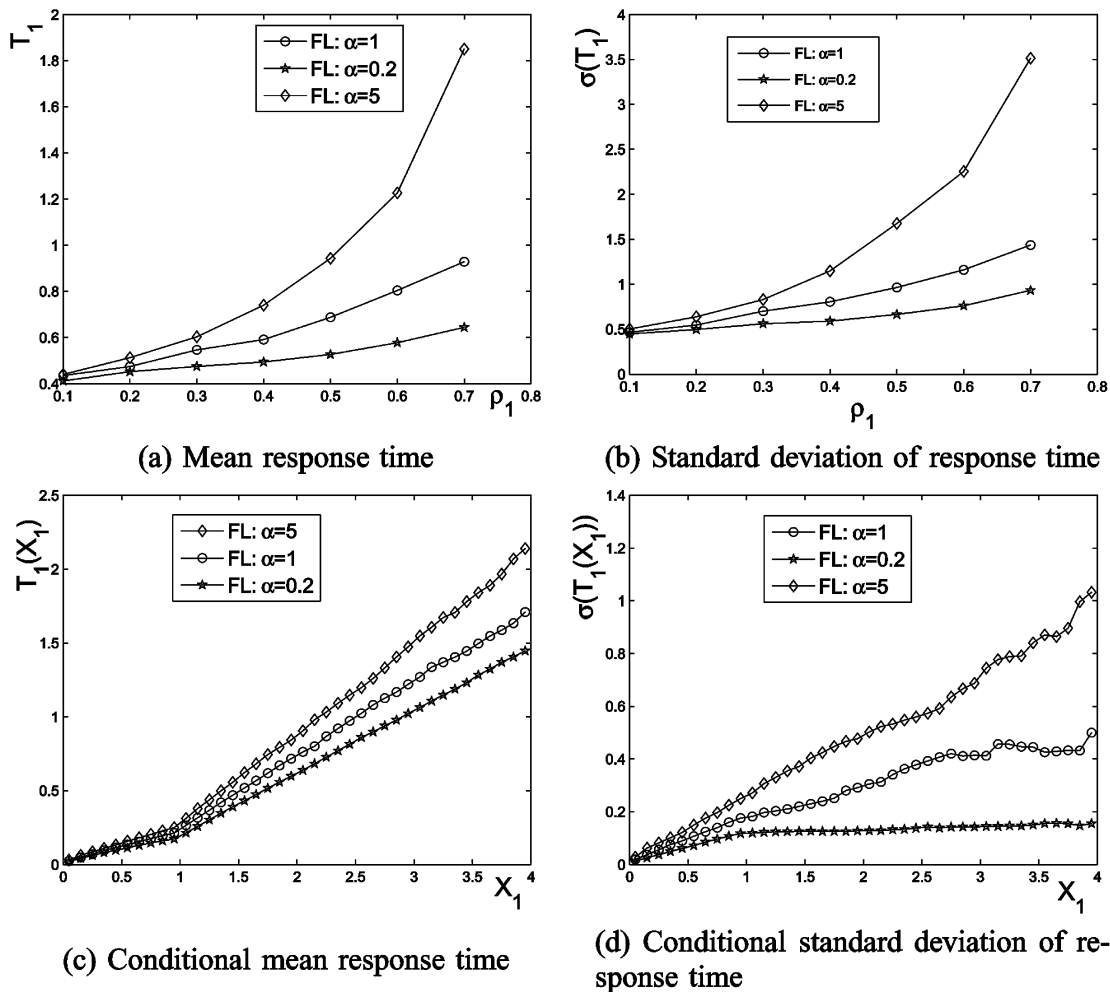 T1
2
1.8
1.6
1.4
1.2
1
0.8
0.6
0.4
FL: α=1
FL: α=0.2
FL: α=5
0.1 0.2 0.3 0.4 0.5 0.6 0.7 0.8
ρ1
(a) Mean response time
σ(T1)
4
3.5
3
2.5
2
1.5
1
0.5
0
FL: α=1
FL: α=0.2
FL: α=5
0.1 0.2 0.3 0.4 0.5 0.6 0.7 0.8
ρ1
(b) Standard deviation of response time
T1(X1)
2.5
2
1.5
1
0.5
0
FL: α=5
FL: α=1
FL: α=0.2
0 0.5 1 1.5 2 2.5 3 3.5 4
X1
(c) Conditional mean response time
σ(T1(X1))
1.4
1.2
1
0.8
0.6
0.4
0.2
0
FL: α=1
FL: α=0.2
FL: α=5
0 0.5 1 1.5 2 2.5 3 3.5 4
X1
(d) Conditional standard deviation of re-
sponse time